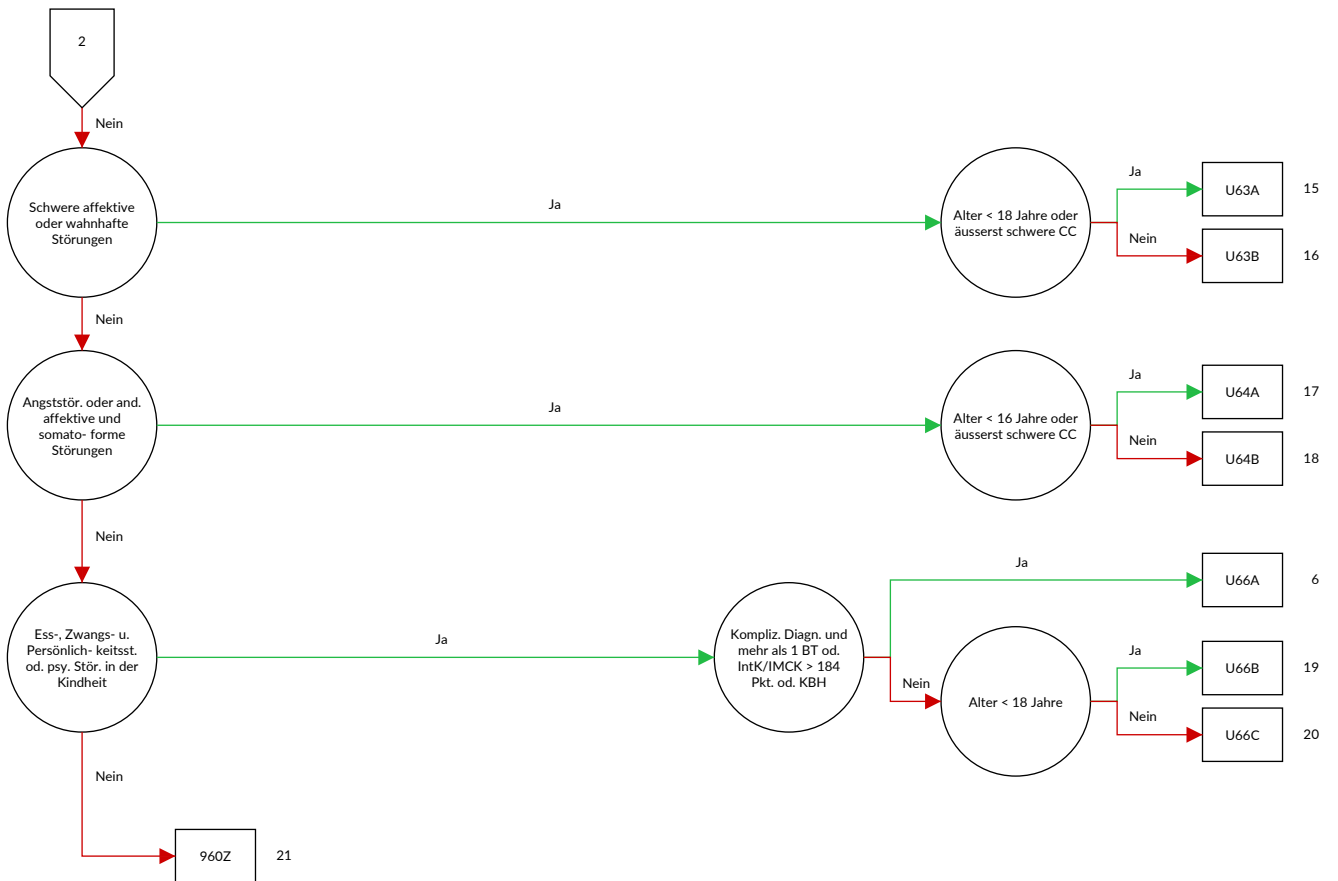 2
Nein
Schwere affektive
oder wahnhafte
Störungen
Ja
Alter < 18 Jahre oder
äusserst schwere CC
Ja
U63A
15
Nein
U63B
16
Nein
Angststör. oder and.
affektive und
somato- forme
Störungen
Ja
Alter < 16 Jahre oder
äusserst schwere CC
Ja
U64A
17
Nein
U64B
18
Nein
Ess-, Zwangs- u.
Persönlich- keitsst.
od. psy. Stör. in der
Kindheit
Ja
Kompliz. Diagn. und
mehr als 1 BT od.
IntK/IMCK > 184
Pkt. od. KBH
Ja
U66A
6
Nein
Alter < 18 Jahre
Ja
U66B
19
Nein
U66C
20
Nein
960Z
21